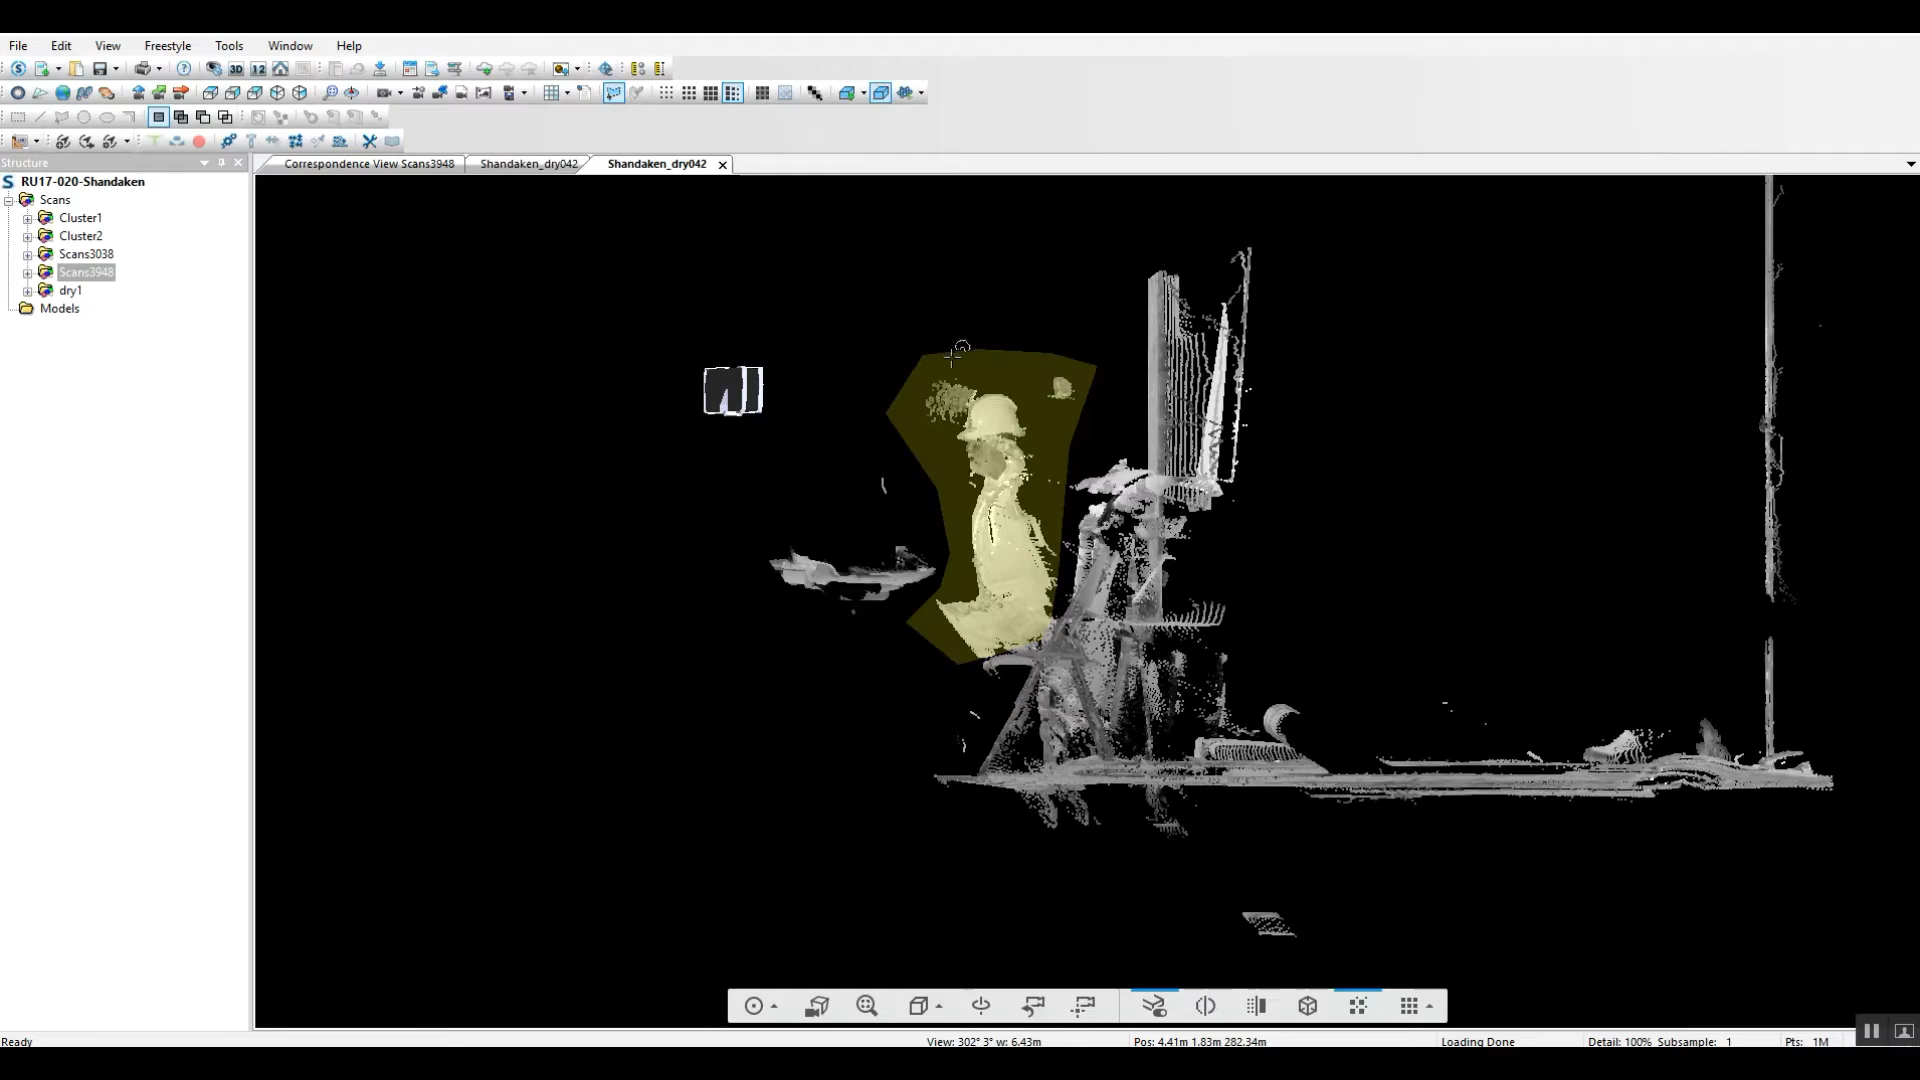 File Edit View Freestyle Tools Window Help
3D 12
Structure
Correspondence View Scans3948 Shandaken_dry042 Shandaken_dry042
S RU17-020-Shandaken
Scans
Cluster1
Cluster2
Scans3038
Scans3948
dry1
Models
Ready View: 302° 3° w: 6.43m Pos: 4.41m 1.83m 282.34m Loading Done Detail: 100% Subsample: 1 Pts: 1M